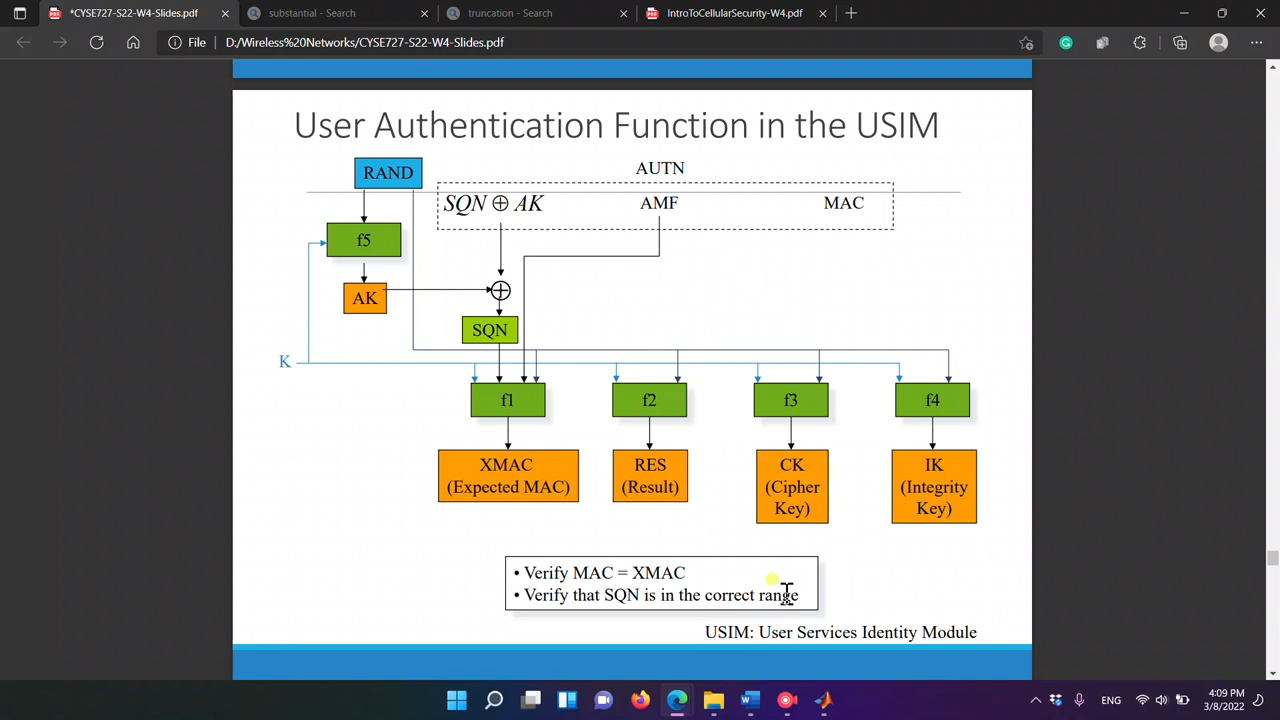 *CYSE727-S22-W4-Slides.pdf
substantial - Search
truncation - Search
IntroToCellularSecurity-W4.pdf
File
D:/Wireless%20Networks/CYSE727-S22-W4-Slides.pdf
User Authentication Function in the USIM
RAND
AUTN
SQN ⊕ AK
AMF
MAC
f5
AK
SQN
K
f1
f2
f3
f4
XMAC
(Expected MAC)
RES
(Result)
CK
(Cipher
Key)
IK
(Integrity
Key)
• Verify MAC = XMAC
• Verify that SQN is in the correct range
USIM: User Services Identity Module
ENG
4:09 PM
3/8/2022